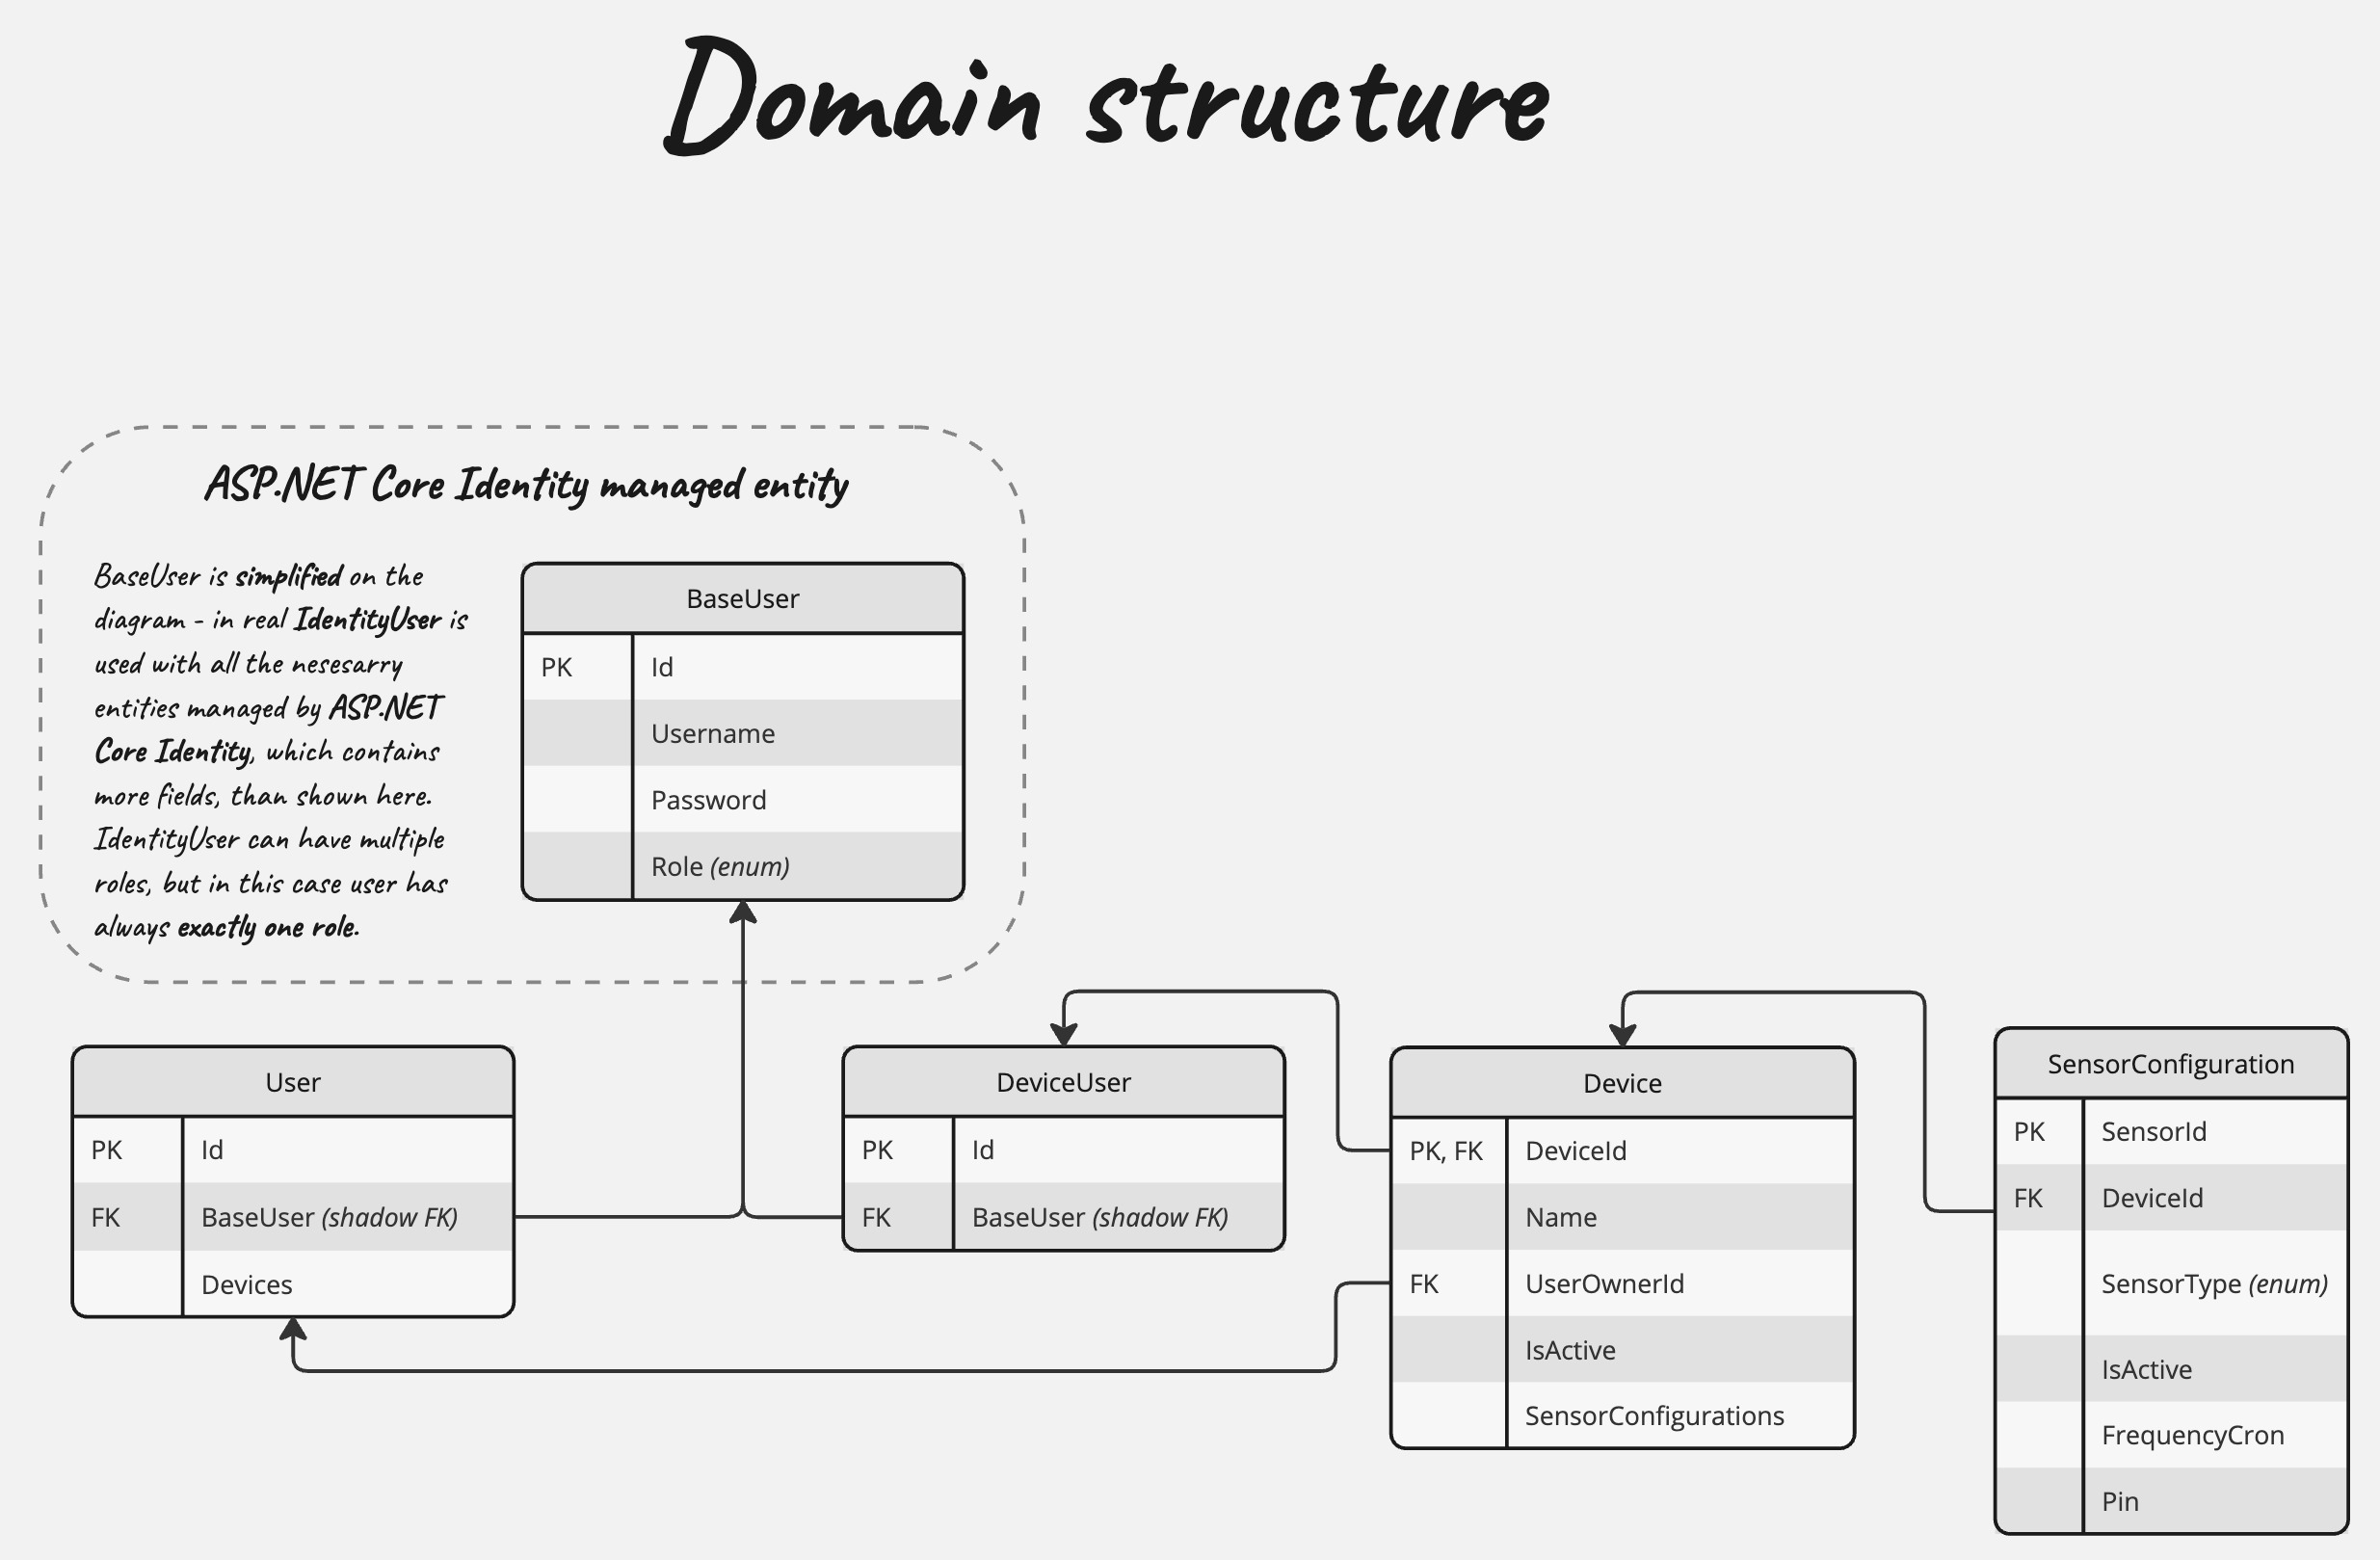 Domain structure
ASP.NET Core Identity managed entity
BaseUser is simplified on the
diagram - in real IdentityUser is
used with all the nesesarry
entities managed by ASP.NET
Core Identity, which contains
more fields, than shown here.
IdentityUser can have multiple
roles, but in this case user has
always exactly one role.
BaseUser
PK Id
Username
Password
Role (enum)
User
PK Id
FK BaseUser (shadow FK)
Devices
DeviceUser
PK Id
FK BaseUser (shadow FK)
Device
PK, FK DeviceId
Name
FK UserOwnerId
IsActive
SensorConfigurations
SensorConfiguration
PK SensorId
FK DeviceId
SensorType (enum)
IsActive
FrequencyCron
Pin